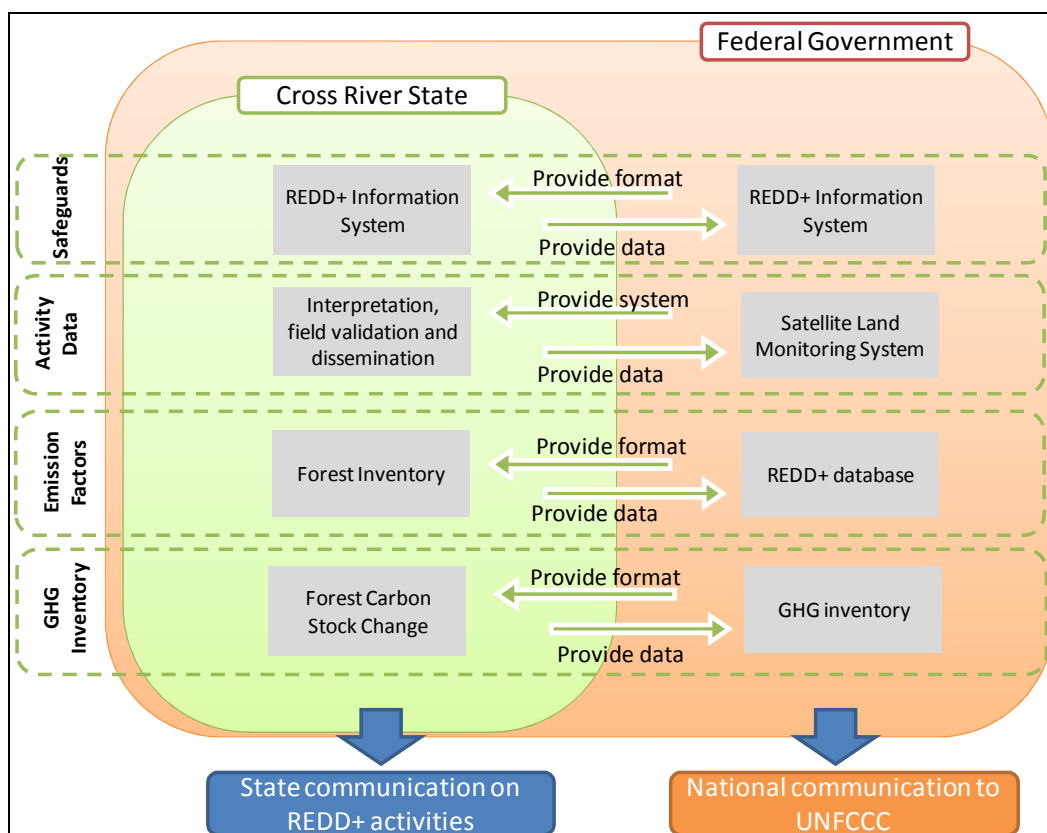 Federal Government
Cross River State
Safeguards
REDD+ Information
System
Provide format
Provide data
REDD+ Information
System
Activity
Data
Interpretation,
field validation and
dissemination
Provide system
Provide data
Satellite Land
Monitoring System
Emission
Factors
Forest Inventory
Provide format
Provide data
REDD+ database
GHG
Inventory
Forest Carbon
Stock Change
Provide format
Provide data
GHG inventory
State communication on
REDD+ activities
National communication to
UNFCCC